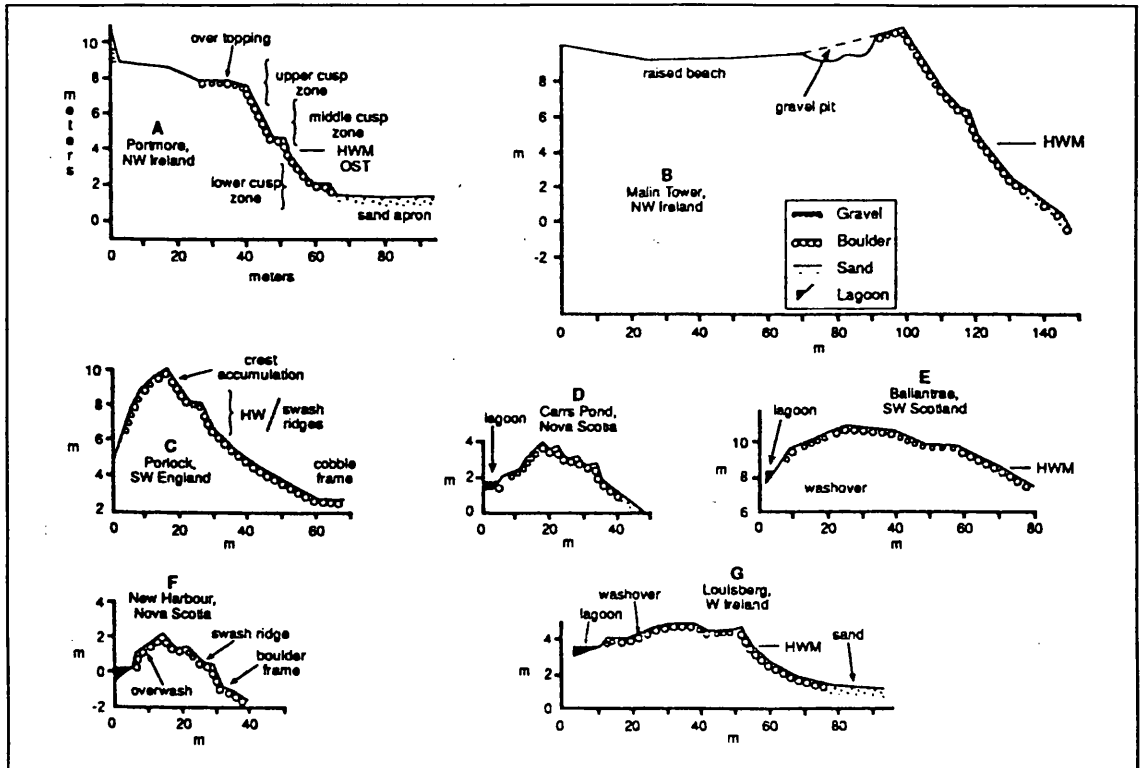 10
8
6
4
2
0
meters
over topping
upper cusp
zone
middle cusp
zone
HWM
OST
lower cusp
zone
sand apron
A
Portmore,
NW Ireland
0 20 40 60 80
meters
8
6
4
2
0
-2
m
raised beach
gravel pit
HWM
B
Malin Tower,
NW Ireland
Gravel
Boulder
Sand
Lagoon
0 20 40 60 80 100 120 140
m
10
8
6
4
2
m
crest
accumulation
HW / swash
ridges
C
Porlock,
SW England
cobble
frame
0 20 40 60
m
D
Carrs Pond,
Nova Scotia
lagoon
4
2
0
m
0 20 40
m
E
Ballantrae,
SW Scotland
lagoon
10
8
6
m
HWM
washover
0 20 40 60 80
m
F
New Harbour,
Nova Scotia
4
2
0
-2
m
swash ridge
boulder
frame
overwash
0 20 40
m
G
Louisberg,
W Ireland
washover
lagoon
HWM
sand
4
2
0
m
0 20 40 60 80
m